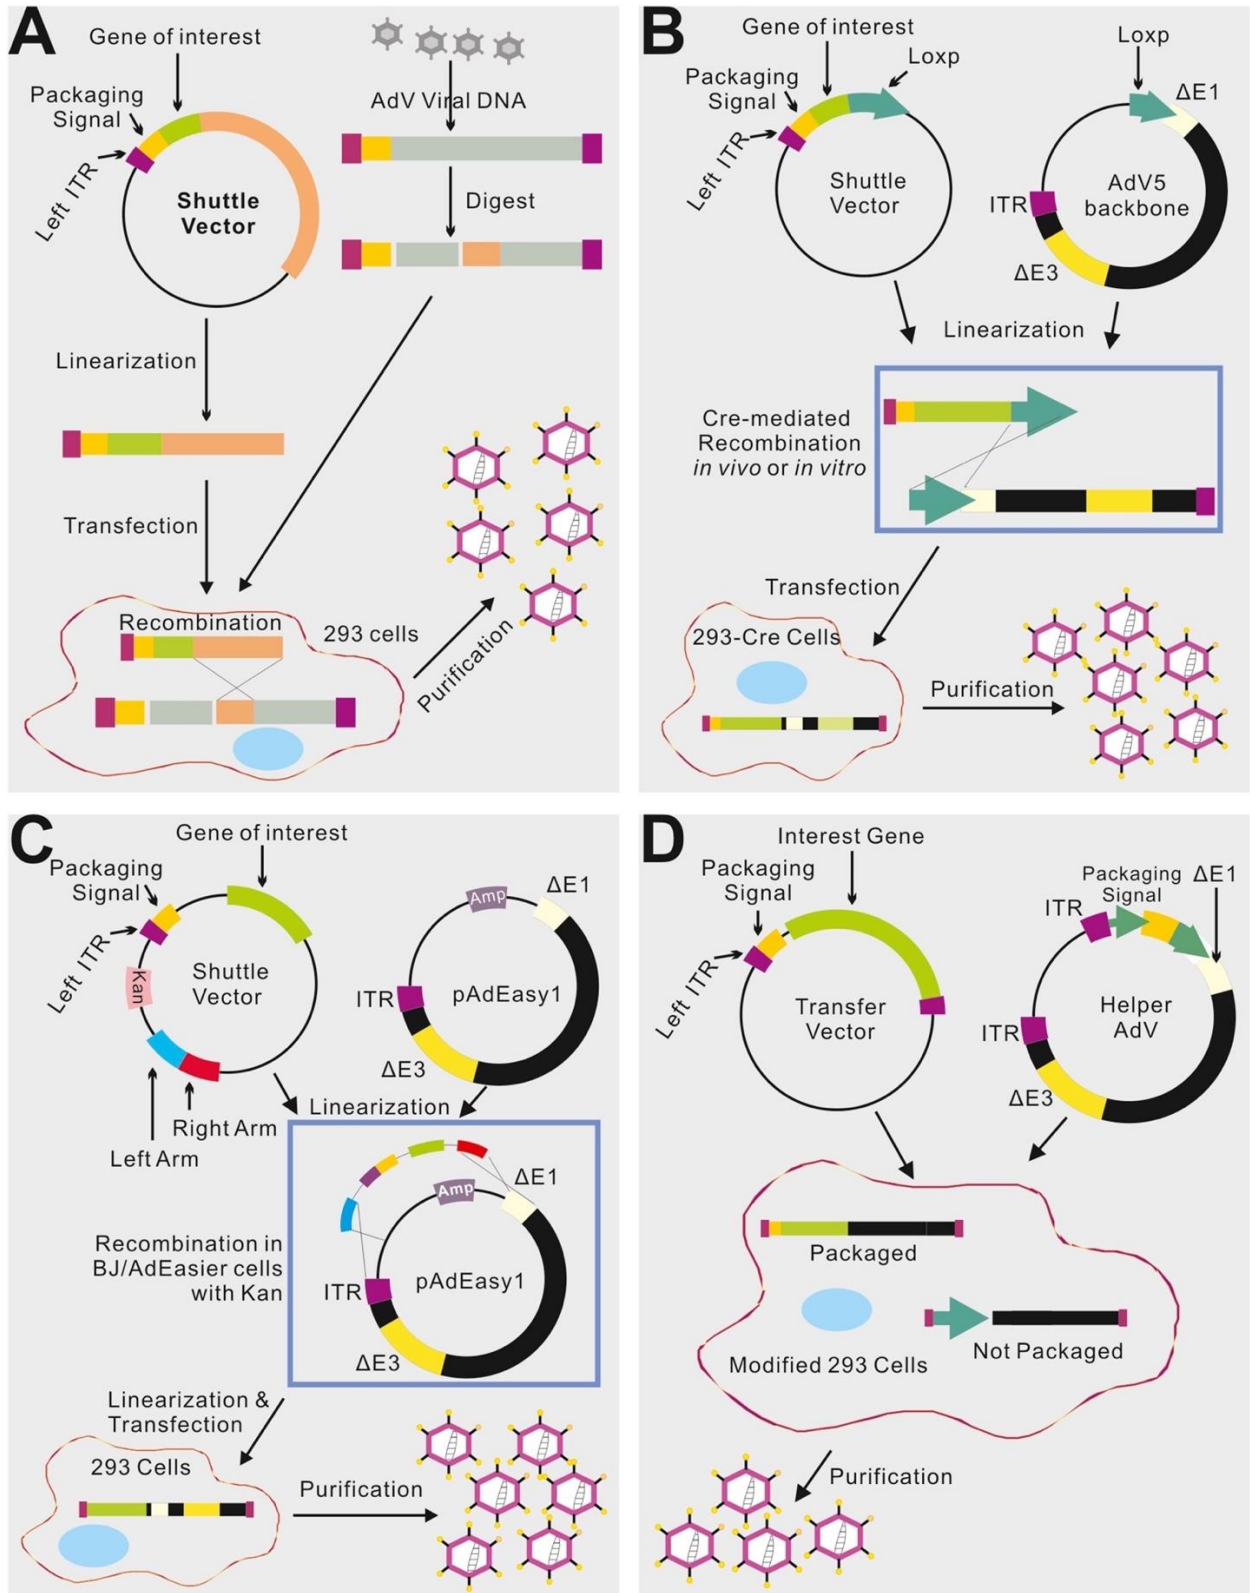 A
Gene of interest
Packaging
Signal
Left ITR
Shuttle
Vector
AdV Viral DNA
Digest
Linearization
Transfection
Recombination
293 cells
Purification
B
Gene of interest
Loxp
Packaging
Signal
Left ITR
Shuttle
Vector
Loxp
ΔE1
AdV5
backbone
ITR
ΔE3
Linearization
Cre-mediated
Recombination
in vivo or in vitro
Transfection
293-Cre Cells
Purification
C
Gene of interest
Packaging
Signal
Left ITR
Kan
Shuttle
Vector
Right Arm
Left Arm
Amp
ΔE1
ITR
pAdEasy1
ΔE3
Linearization
ΔE1
Amp
Recombination in
BJ/AdEasier cells
with Kan
ITR
pAdEasy1
ΔE3
Linearization &
Transfection
293 Cells
Purification
D
Interest Gene
Packaging
Signal
Left ITR
Transfer
Vector
Packaging
Signal
ΔE1
ITR
ITR
Helper
AdV
ΔE3
Packaged
Not Packaged
Modified 293 Cells
Purification